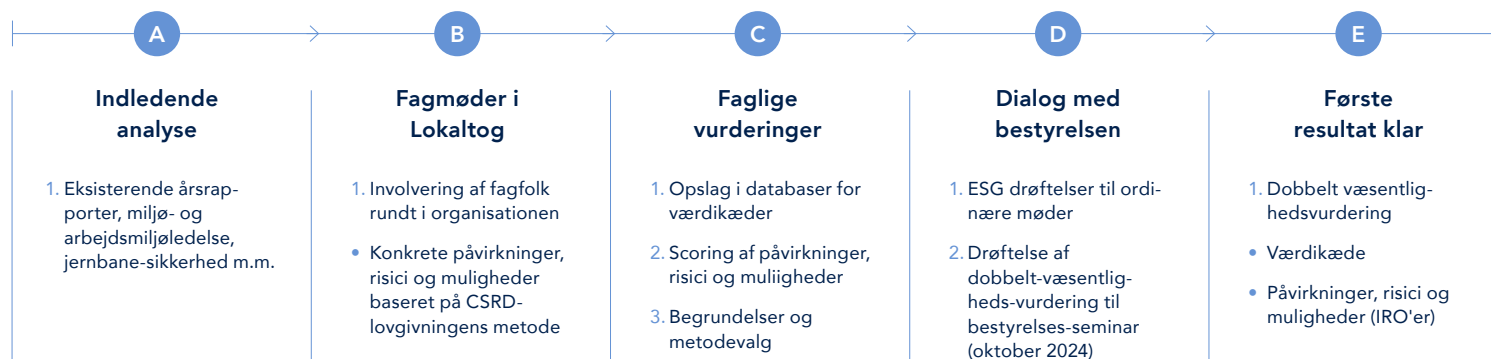 A
B
C
D
E
Indledende
analyse
1. Eksisterende årsrap-
porter, miljø- og
arbejdsmiljøledelse,
jernbane-sikkerhed m.m.
Fagmøder i
Lokaltog
1. Involvering af fagfolk
rundt i organisationen
• Konkrete påvirkninger,
risici og muligheder
baseret på CSRD-
lovgivningens metode
Faglige
vurderinger
1. Opslag i databaser for
værdikæder
2. Scoring af påvirkninger,
risici og muliigheder
3. Begrundelser og
metodevalg
Dialog med
bestyrelsen
1. ESG drøftelser til ordi-
nære møder
2. Drøftelse af
dobbelt-væsentlig-
heds-vurdering til
bestyrelses-seminar
(oktober 2024)
Første
resultat klar
1. Dobbelt væsentlig-
hedsvurdering
• Værdikæde
• Påvirkninger, risici og
muligheder (IRO'er)